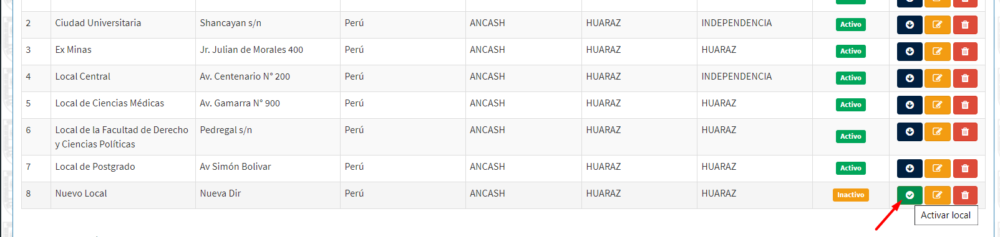 2 Ciudad Universitaria Shancayan s/n Perú ANCASH HUARAZ INDEPENDENCIA Activo
3 Ex Minas Jr. Julian de Morales 400 Perú ANCASH HUARAZ HUARAZ Activo
4 Local Central Av. Centenario N° 200 Perú ANCASH HUARAZ INDEPENDENCIA Activo
5 Local de Ciencias Médicas Av. Gamarra N° 900 Perú ANCASH HUARAZ HUARAZ Activo
6 Local de la Facultad de Derecho Pedregal s/n Perú ANCASH HUARAZ HUARAZ Activo
y Ciencias Políticas
7 Local de Postgrado Av Simón Bolivar Perú ANCASH HUARAZ HUARAZ Activo
8 Nuevo Local Nueva Dir Perú ANCASH HUARAZ HUARAZ Inactivo
Activar local